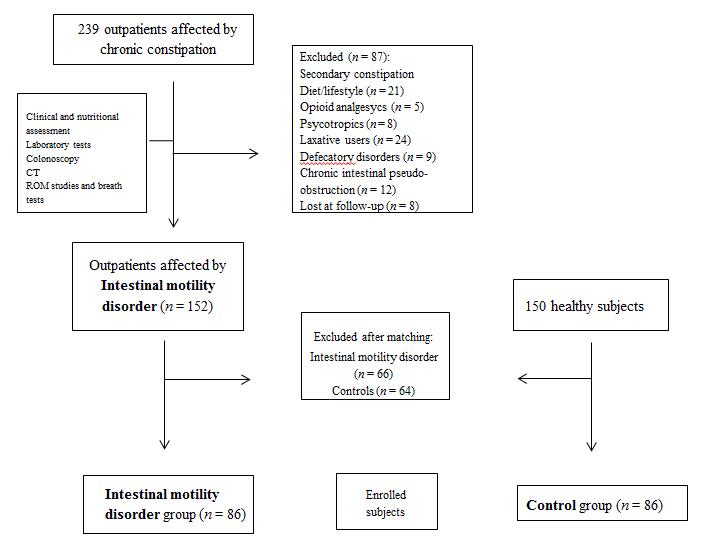 239 outpatients affected by
chronic constipation
Excluded (n = 87):
Secondary constipation
Diet/lifestyle (n = 21)
Opioid analgesycs (n = 5)
Psycotropics (n = 8)
Laxative users (n = 24)
Defecatory disorders (n = 9)
Chronic intestinal pseudo-
obstruction (n = 12)
Lost at follow-up (n = 8)
Clinical and nutritional
assessment
Laboratory tests
Colonoscopy
CT
ROM studies and breath
tests
Outpatients affected by
Intestinal motility
disorder (n = 152)
150 healthy subjects
Excluded after matching:
Intestinal motility disorder
(n = 66)
Controls (n = 64)
Intestinal motility
disorder group (n = 86)
Enrolled
subjects
Control group (n = 86)